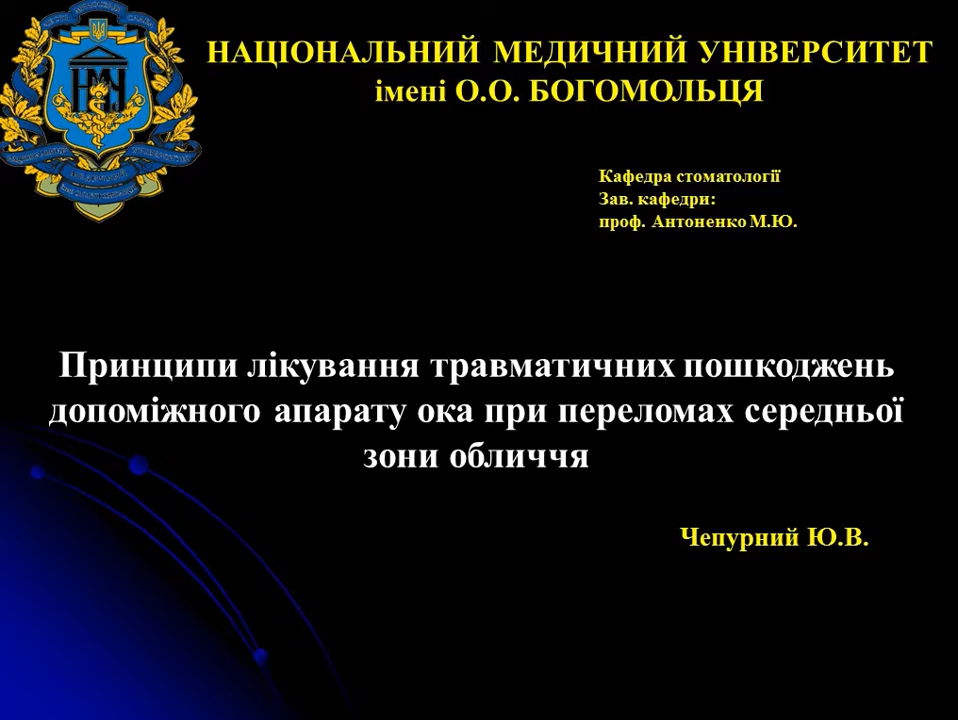 НАЦІОНАЛЬНИЙ МЕДИЧНИЙ УНІВЕРСИТЕТ
імені О.О. БОГОМОЛЬЦЯ
Кафедра стоматології
Зав. кафедри:
проф. Антоненко М.Ю.
Принципи лікування травматичних пошкоджень
допоміжного апарату ока при переломах середньої
зони обличчя
Чепурний Ю.В.